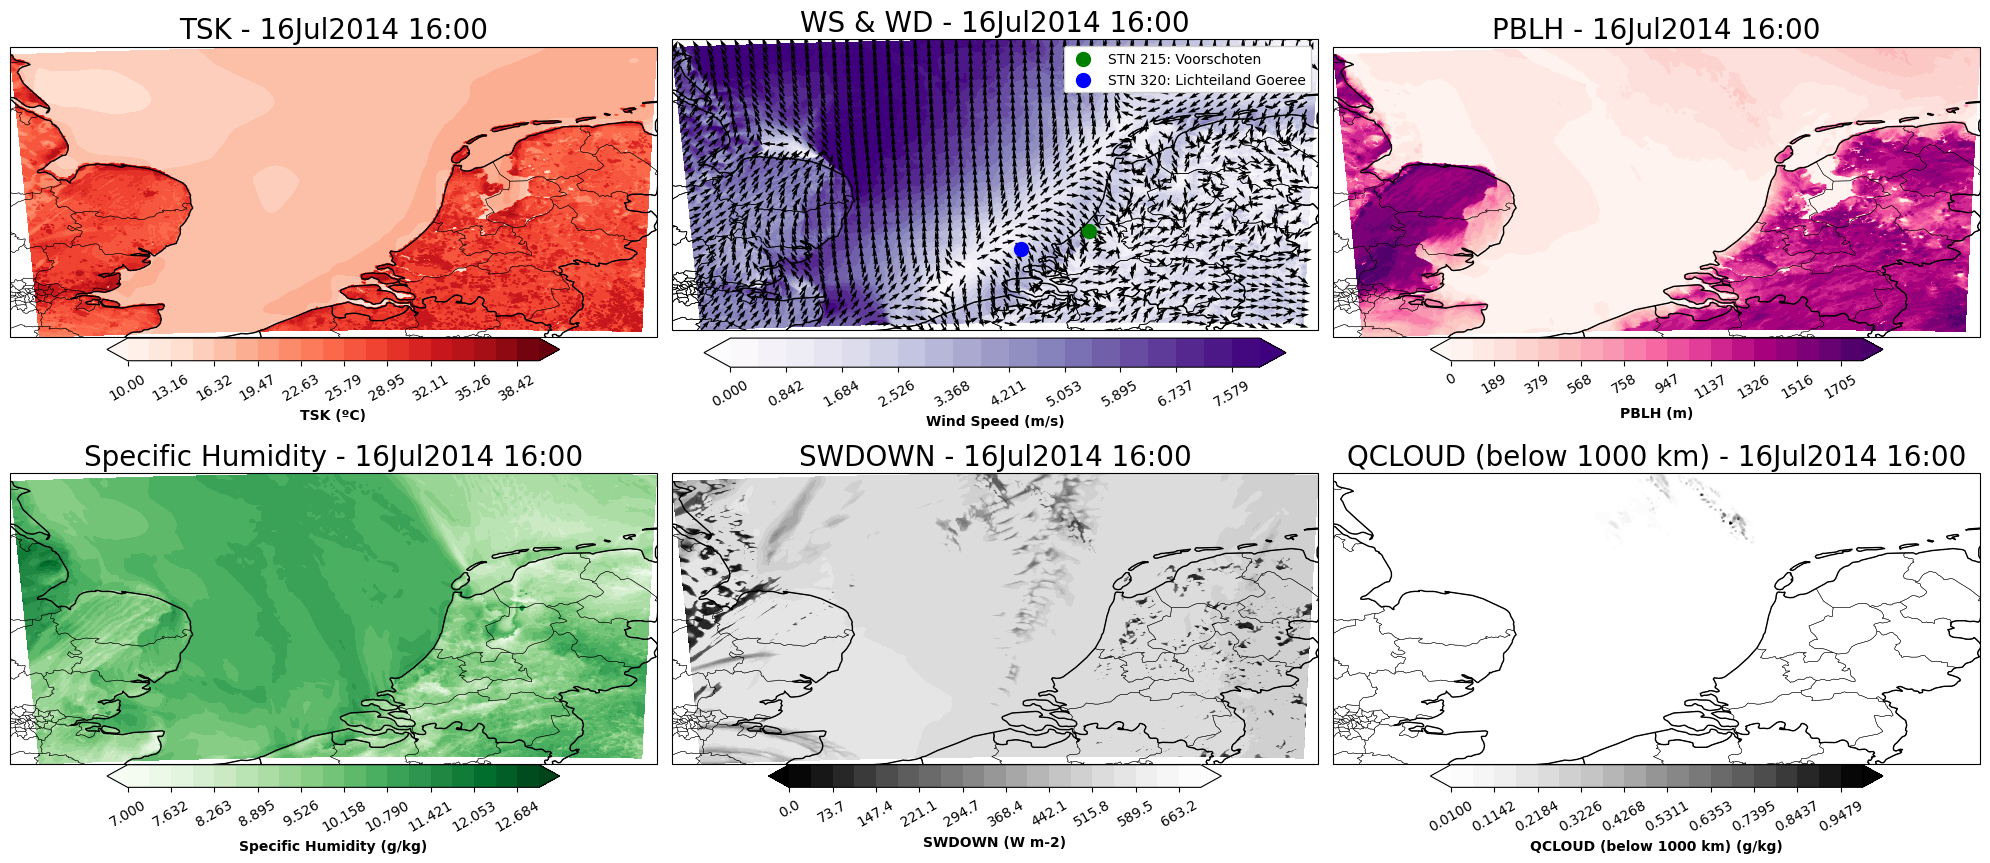 TSK - 16Jul2014 16:00
WS & WD - 16Jul2014 16:00
PBLH - 16Jul2014 16:00
STN 215: Voorschoten
STN 320: Lichteiland Goeree
10.00 13.16 16.32 19.47 22.63 25.79 28.95 32.11 35.26 38.42
TSK (ºC)
0.000 0.842 1.684 2.526 3.368 4.211 5.053 5.895 6.737 7.579
Wind Speed (m/s)
0 189 379 568 758 947 1137 1326 1516 1705
PBLH (m)
Specific Humidity - 16Jul2014 16:00
SWDOWN - 16Jul2014 16:00
QCLOUD (below 1000 km) - 16Jul2014 16:00
7.000 7.632 8.263 8.895 9.526 10.158 10.790 11.421 12.053 12.684
Specific Humidity (g/kg)
0.0 73.7 147.4 221.1 294.7 368.4 442.1 515.8 589.5 663.2
SWDOWN (W m-2)
0.0100 0.1142 0.2184 0.3226 0.4268 0.5311 0.6353 0.7395 0.8437 0.9479
QCLOUD (below 1000 km) (g/kg)